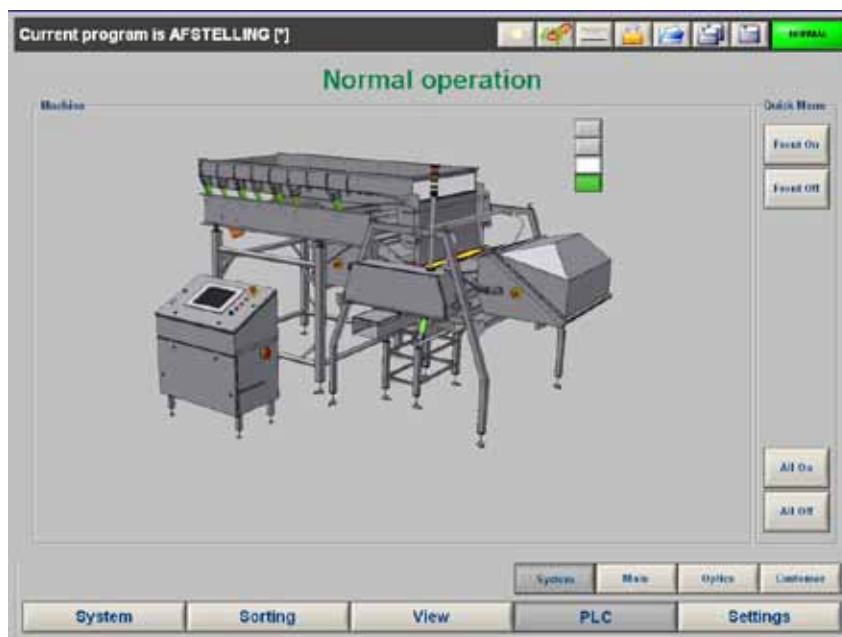 Current program is AFSTELLING [*]
NORMAL
Normal operation
Machine
Quick Menu
Feed On
Feed Off
All On
All Off
System
Main
Optics
Customer
System
Sorting
View
PLC
Settings